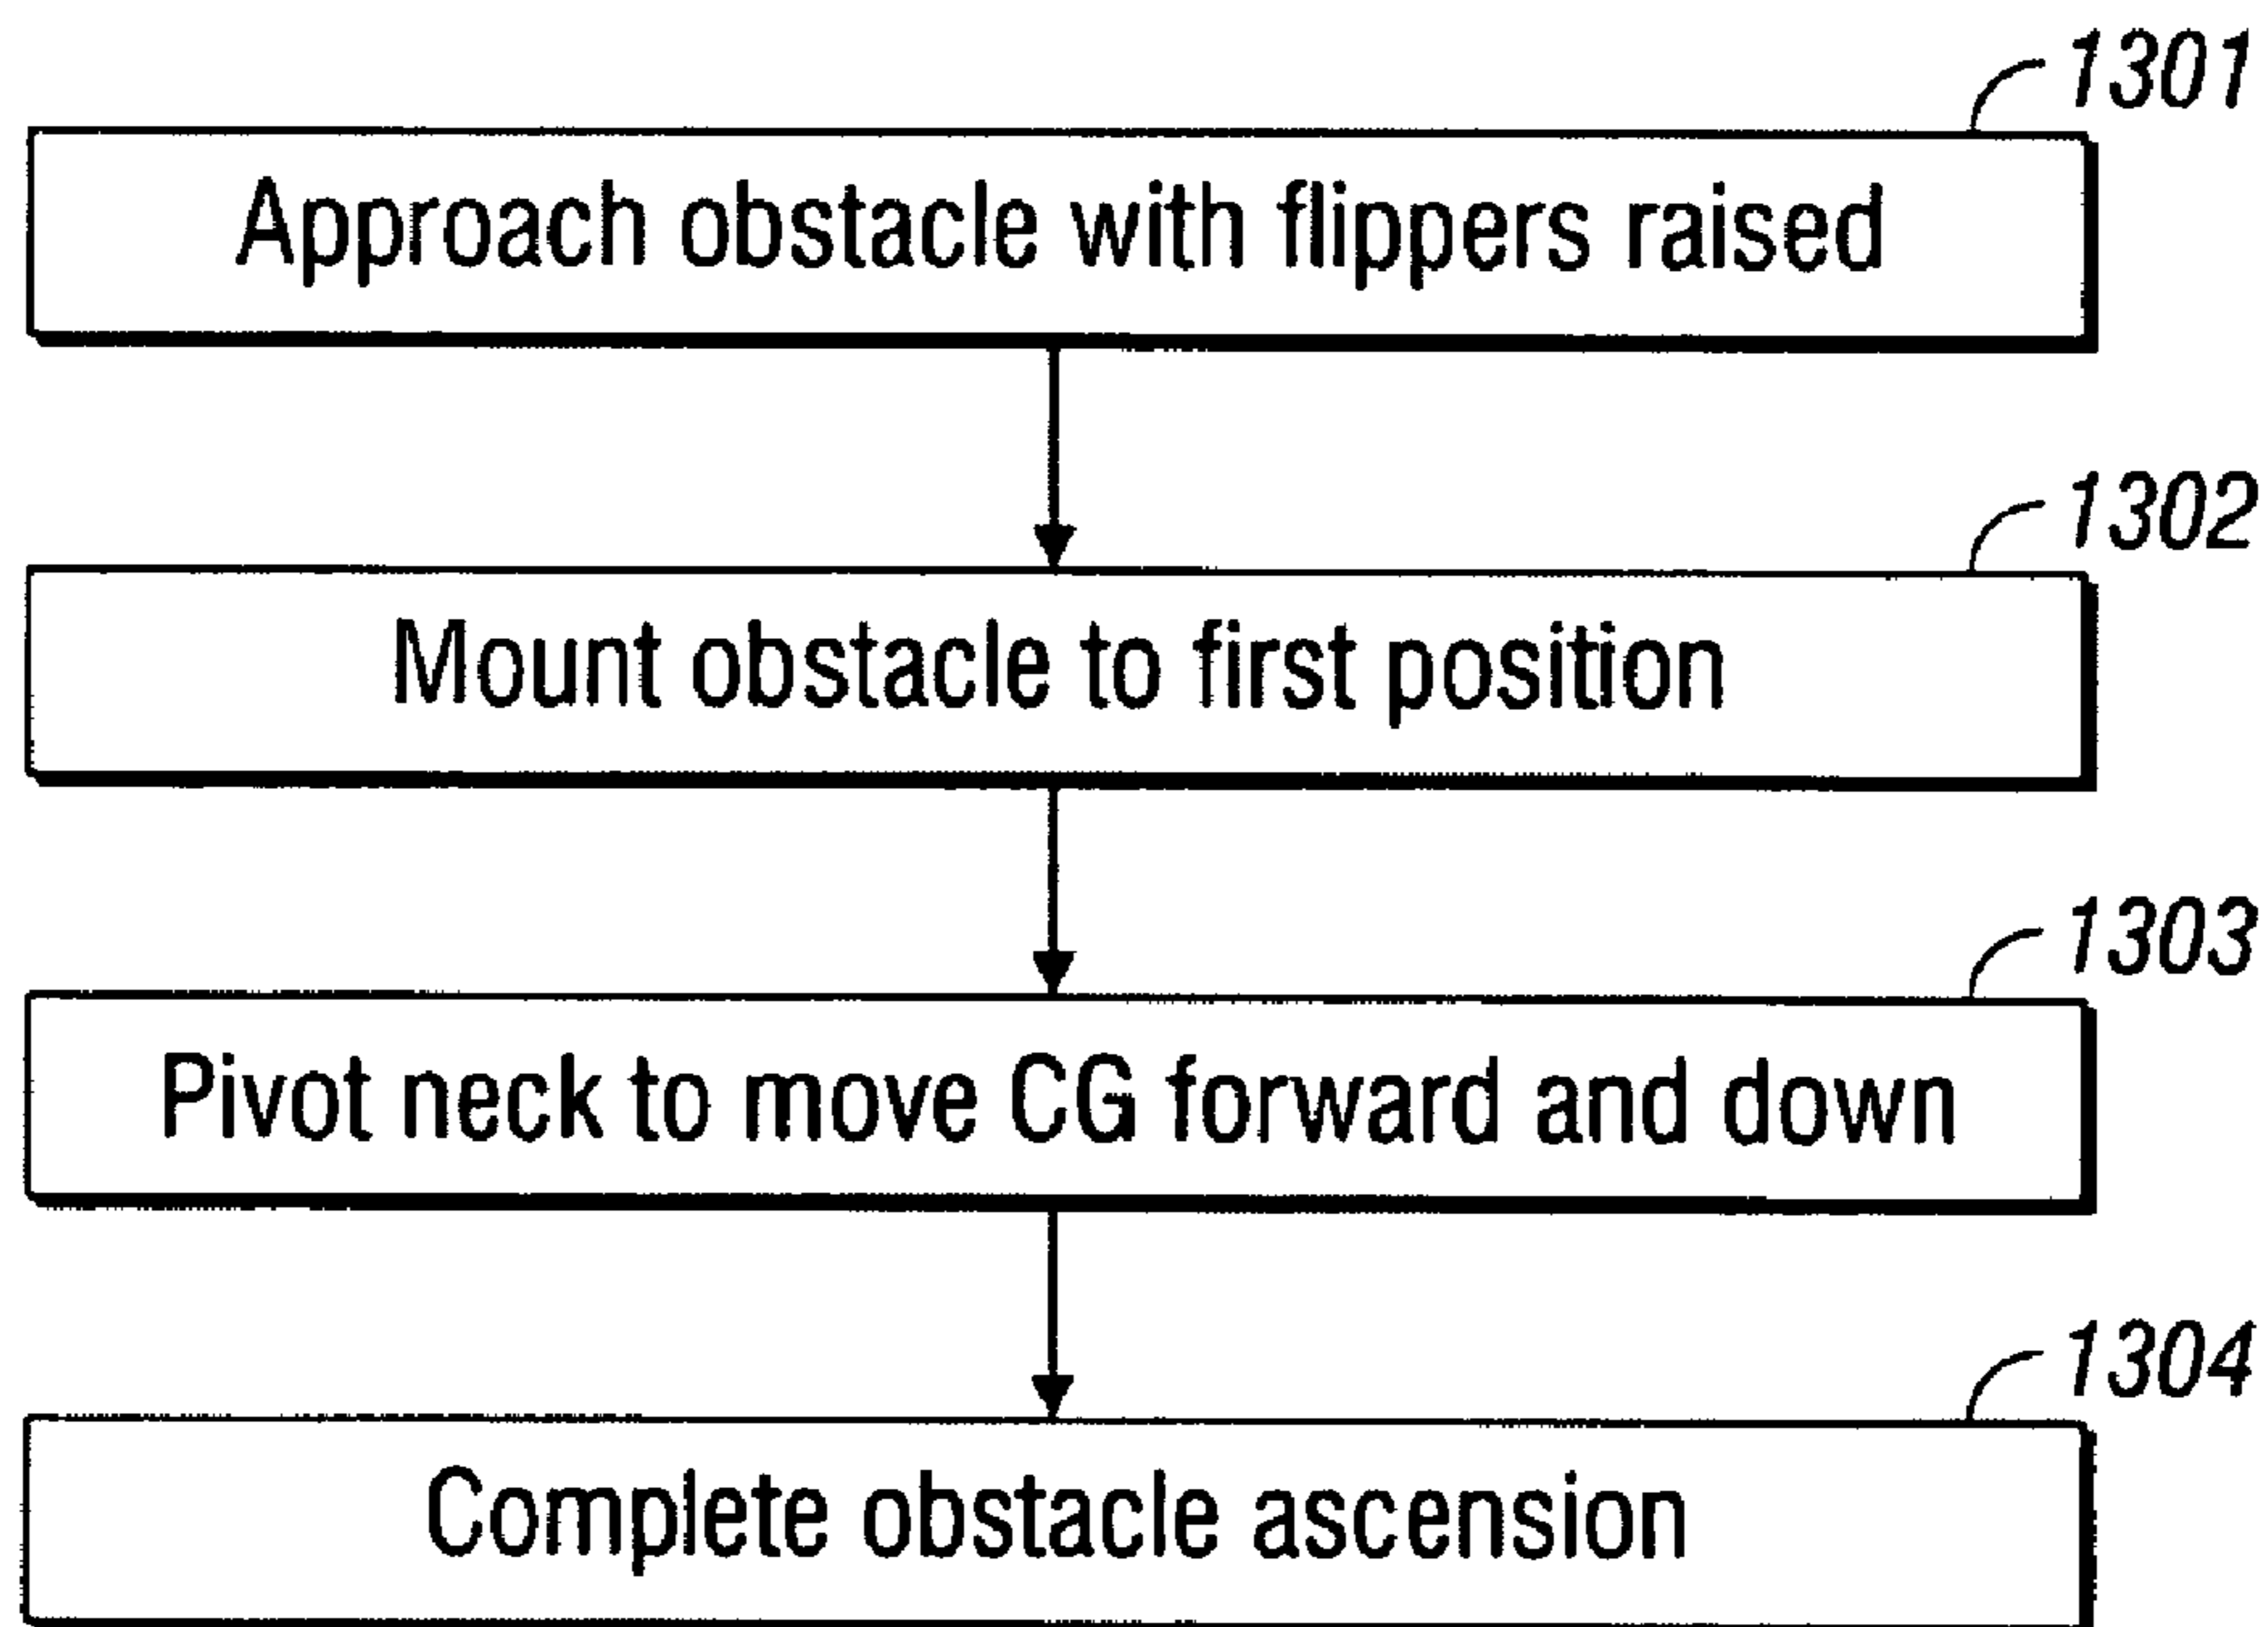 1301
Approach obstacle with flippers raised
1302
Mount obstacle to first position
1303
Pivot neck to move CG forward and down
1304
Complete obstacle ascension